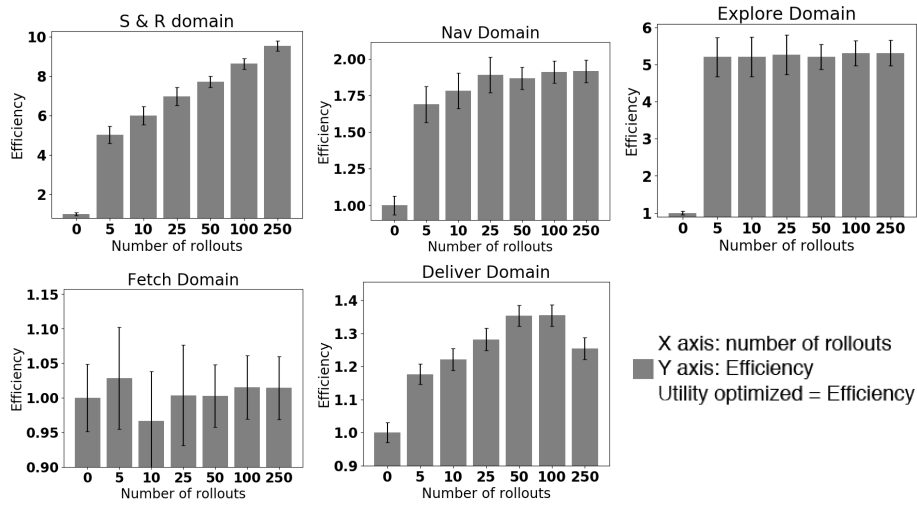 S & R domain
10
8
6
4
2
Efficiency
0 5 10 25 50 100 250
Number of rollouts
Nav Domain
2.00
1.75
1.50
1.25
1.00
Efficiency
0 5 10 25 50 100 250
Number of rollouts
Explore Domain
6
5
4
3
2
1
Efficiency
0 5 10 25 50 100 250
Number of rollouts
Fetch Domain
1.15
1.10
1.05
1.00
0.95
0.90
Efficiency
0 5 10 25 50 100 250
Number of rollouts
Deliver Domain
1.4
1.3
1.2
1.1
1.0
0.9
Efficiency
0 5 10 25 50 100 250
Number of rollouts
X axis: number of rollouts
Y axis: Efficiency
Utility optimized = Efficiency